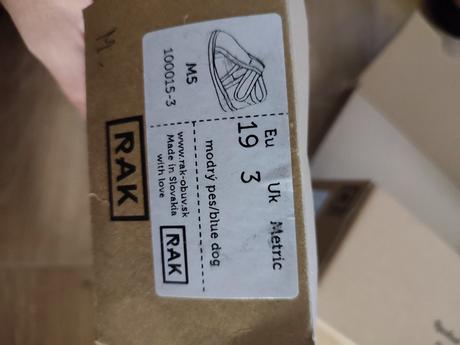 M5
100015-3
Eu Uk Metric
19 3
modrý pes/blue dog
www.rak-obuv.sk
Made in Slovakia
with love
RAK
RAK
M.